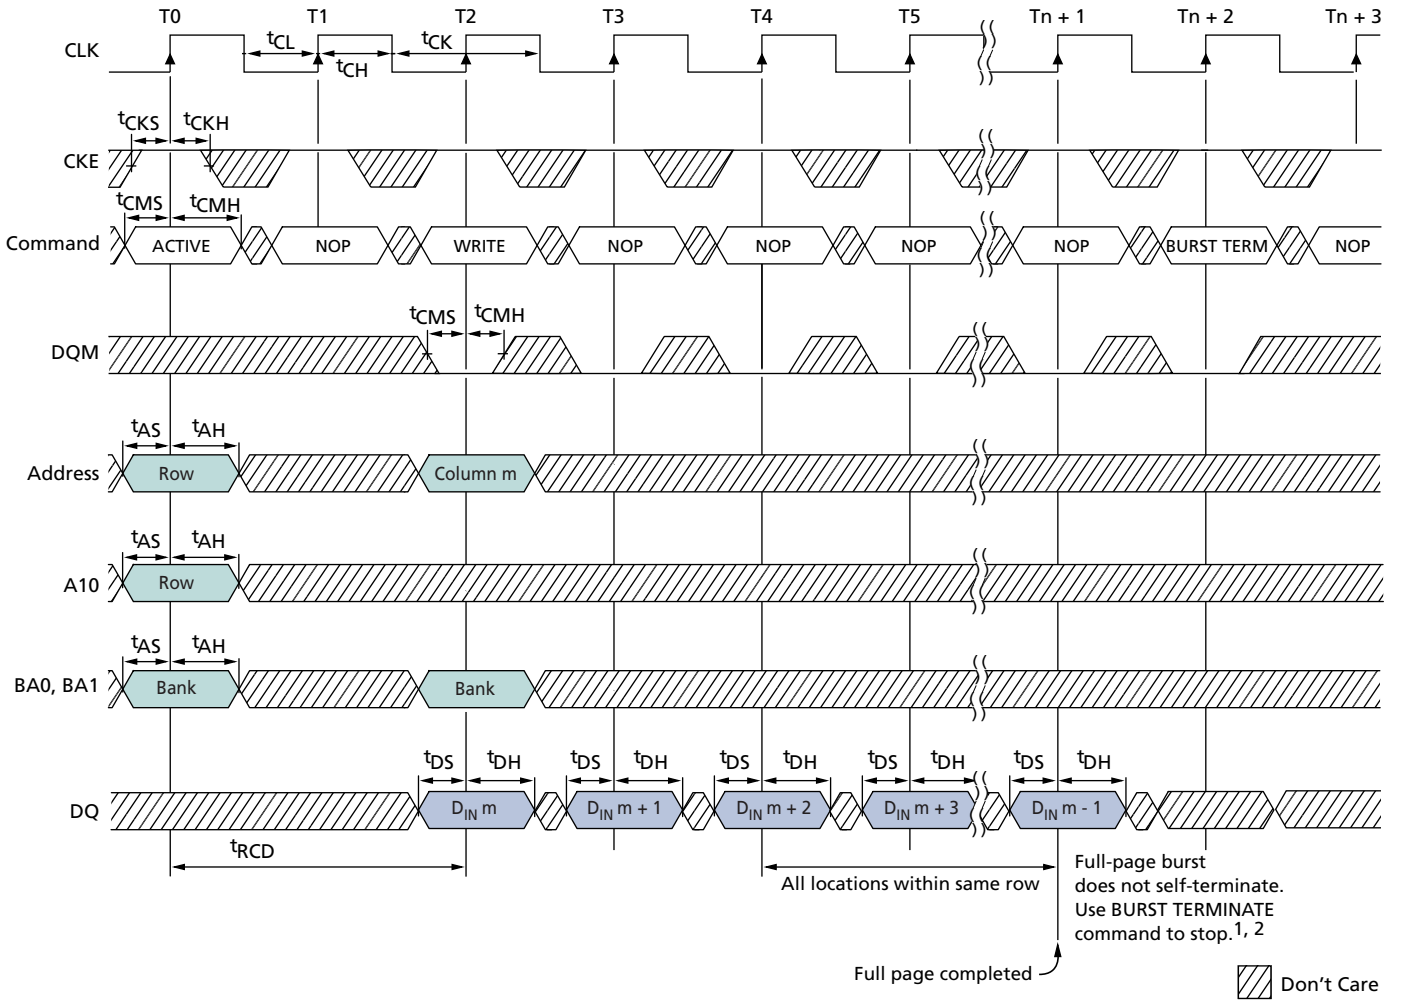 T0 T1 T2 T3 T4 T5 Tn + 1 Tn + 2 Tn + 3
CLK
tCL tCH tCK
tCKS tCKH
CKE
tCMS tCMH
Command ACTIVE NOP WRITE NOP NOP NOP NOP BURST TERM NOP
tCMS tCMH
DQM
tAS tAH
Address Row Column m
tAS tAH
A10 Row
tAS tAH
BA0, BA1 Bank Bank
tDS tDH tDS tDH tDS tDH tDS tDH tDS tDH
DQ DIN m DIN m + 1 DIN m + 2 DIN m + 3 DIN m - 1
tRCD
All locations within same row
Full-page burst
does not self-terminate.
Use BURST TERMINATE
command to stop.1, 2
Full page completed
Don't Care